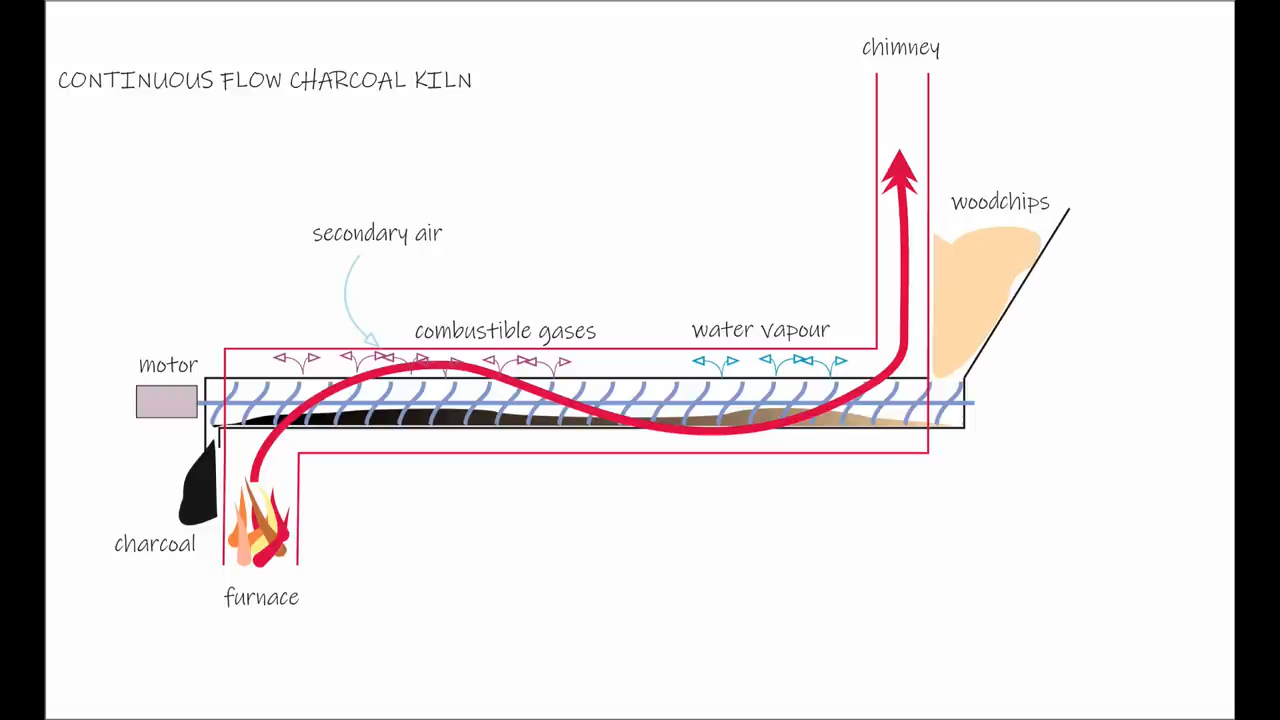 chimney
CONTINUOUS FLOW CHARCOAL KILN
woodchips
secondary air
combustible gases
water vapour
motor
charcoal
furnace